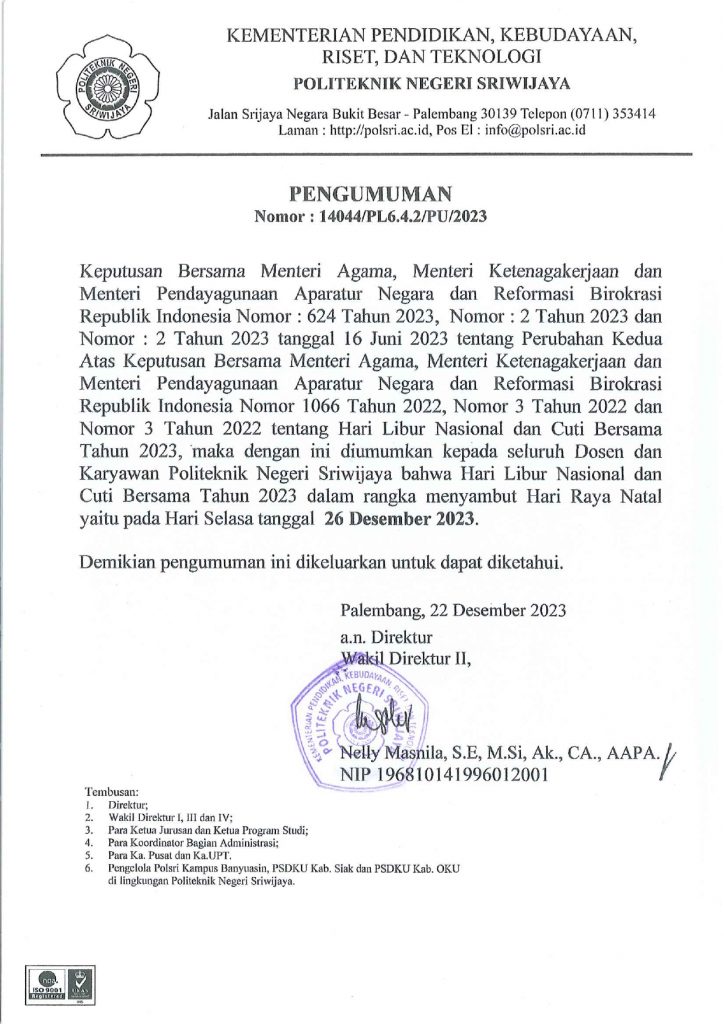 POLITEKNIK NEGERI
SRIWIJAYA
KEMENTERIAN PENDIDIKAN, KEBUDAYAAN,
RISET, DAN TEKNOLOGI
POLITEKNIK NEGERI SRIWIJAYA
Jalan Srijaya Negara Bukit Besar - Palembang 30139 Telepon (0711) 353414
Laman : http://polsri.ac.id, Pos El : info@polsri.ac.id
PENGUMUMAN
Nomor : 14044/PL6.4.2/PU/2023
Keputusan Bersama Menteri Agama, Menteri Ketenagakerjaan dan
Menteri Pendayagunaan Aparatur Negara dan Reformasi Birokrasi
Republik Indonesia Nomor : 624 Tahun 2023, Nomor : 2 Tahun 2023 dan
Nomor : 2 Tahun 2023 tanggal 16 Juni 2023 tentang Perubahan Kedua
Atas Keputusan Bersama Menteri Agama, Menteri Ketenagakerjaan dan
Menteri Pendayagunaan Aparatur Negara dan Reformasi Birokrasi
Republik Indonesia Nomor 1066 Tahun 2022, Nomor 3 Tahun 2022 dan
Nomor 3 Tahun 2022 tentang Hari Libur Nasional dan Cuti Bersama
Tahun 2023, maka dengan ini diumumkan kepada seluruh Dosen dan
Karyawan Politeknik Negeri Sriwijaya bahwa Hari Libur Nasional dan
Cuti Bersama Tahun 2023 dalam rangka menyambut Hari Raya Natal
yaitu pada Hari Selasa tanggal 26 Desember 2023.
Demikian pengumuman ini dikeluarkan untuk dapat diketahui.
Palembang, 22 Desember 2023
a.n. Direktur
Wakil Direktur II,
KEMENTERIAN PENDIDIKAN, KEBUDAYAAN, RISET, DAN TEKNOLOGI
POLITEKNIK NEGERI SRIWIJAYA
Nelly Masnila, S.E, M.Si, Ak., CA., AAPA.
NIP 196810141996012001
Tembusan:
1. Direktur;
2. Wakil Direktur I, III dan IV;
3. Para Ketua Jurusan dan Ketua Program Studi;
4. Para Koordinator Bagian Administrasi;
5. Para Ka. Pusat dan Ka.UPT.
6. Pengelola Polsri Kampus Banyuasin, PSDKU Kab. Siak dan PSDKU Kab. OKU
di lingkungan Politeknik Negeri Sriwijaya.
nqa.
ISO 9001
Registered
UKAS